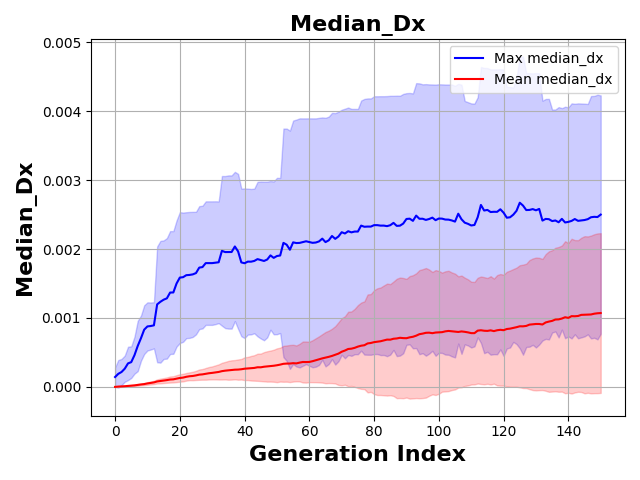 Median_Dx
Max median_dx
Mean median_dx
0.005
0.004
0.003
0.002
0.001
0.000
Median_Dx
0 20 40 60 80 100 120 140
Generation Index